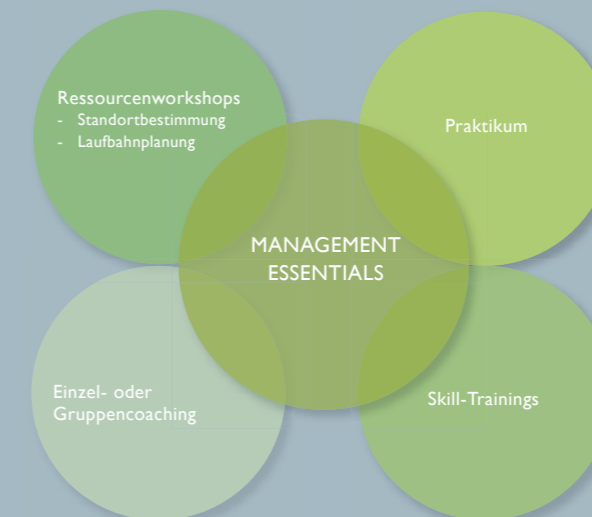 Ressourcenworkshops
- Standortbestimmung
- Laufbahnplanung
Praktikum
MANAGEMENT
ESSENTIALS
Einzel- oder
Gruppencoaching
Skill-Trainings